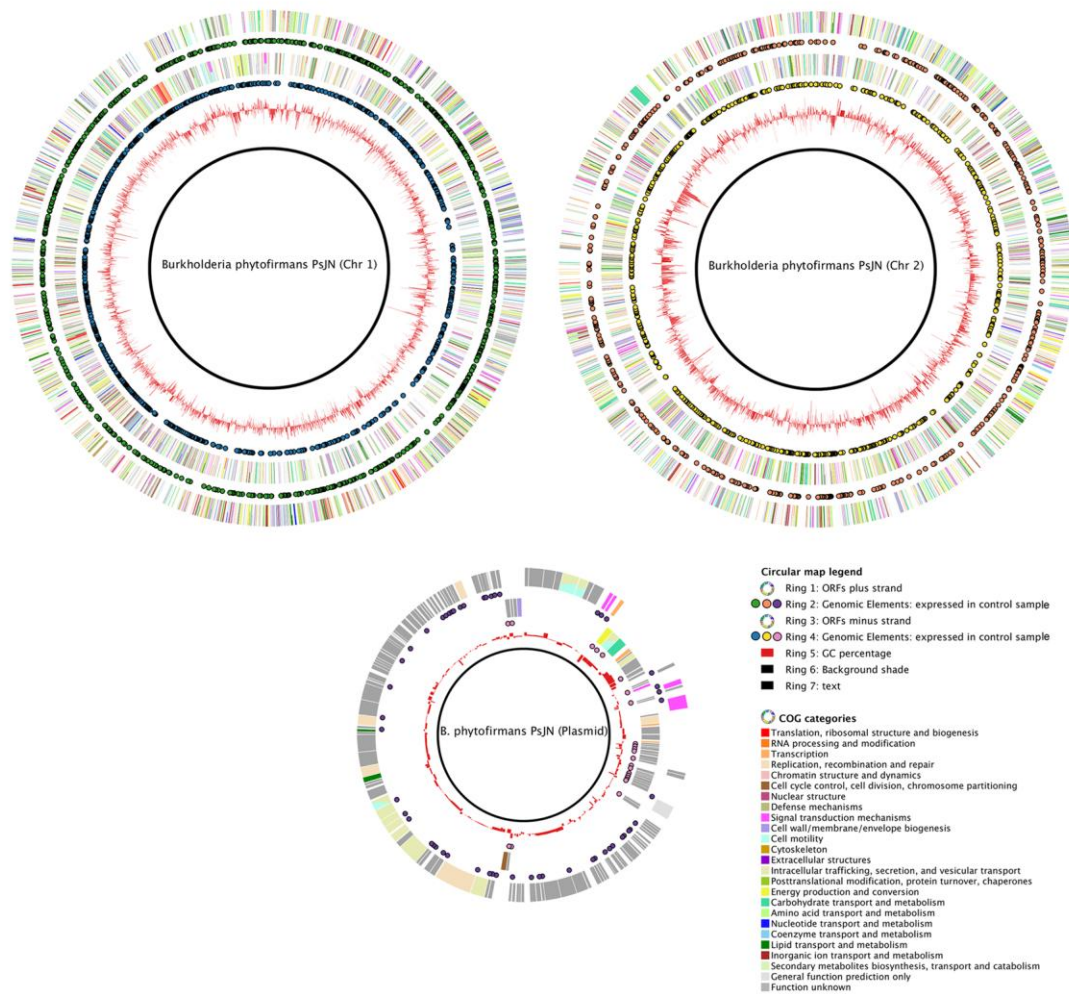 Burkholderia phytofirmans PsJN (Chr 1)
Burkholderia phytofirmans PsJN (Chr 2)
B. phytofirmans PsJN (Plasmid)
Circular map legend
Ring 1: ORFs plus strand
Ring 2: Genomic Elements: expressed in control sample
Ring 3: ORFs minus strand
Ring 4: Genomic Elements: expressed in control sample
Ring 5: GC percentage
Ring 6: Background shade
Ring 7: text
COG categories
Translation, ribosomal structure and biogenesis
RNA processing and modification
Transcription
Replication, recombination and repair
Chromatin structure and dynamics
Cell cycle control, cell division, chromosome partitioning
Nuclear structure
Defense mechanisms
Signal transduction mechanisms
Cell wall/membrane/envelope biogenesis
Cell motility
Cytoskeleton
Extracellular structures
Intracellular trafficking, secretion, and vesicular transport
Posttranslational modification, protein turnover, chaperones
Energy production and conversion
Carbohydrate transport and metabolism
Amino acid transport and metabolism
Nucleotide transport and metabolism
Coenzyme transport and metabolism
Lipid transport and metabolism
Inorganic ion transport and metabolism
Secondary metabolites biosynthesis, transport and catabolism
General function prediction only
Function unknown